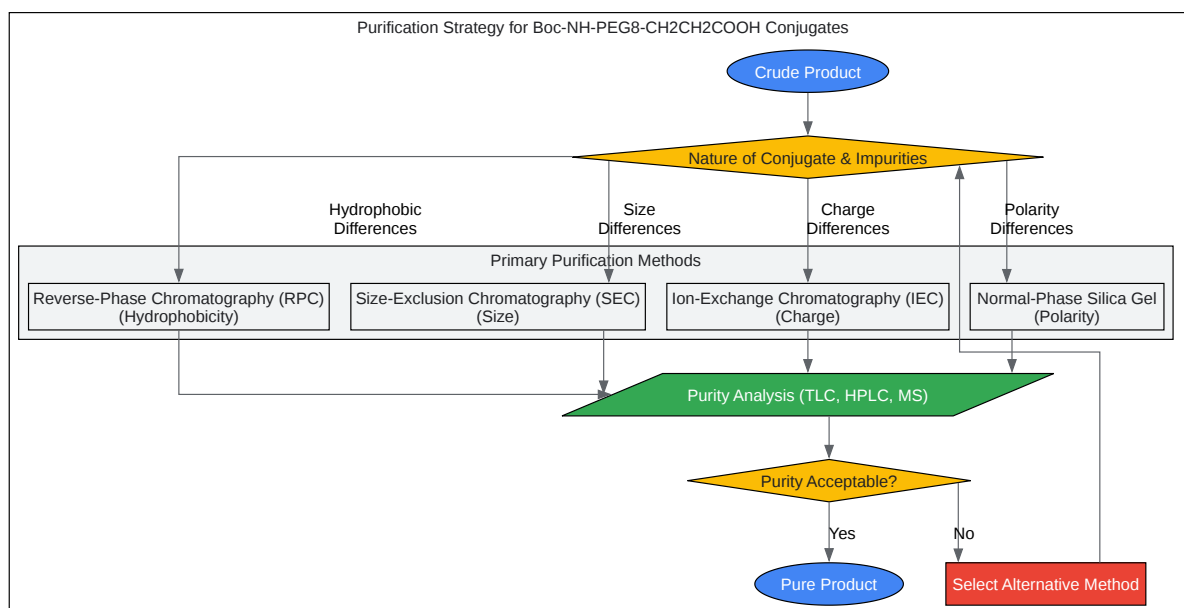 Purification Strategy for Boc-NH-PEG8-CH2CH2COOH Conjugates
Crude Product
Nature of Conjugate & Impurities
Hydrophobic
Differences
Size
Differences
Charge
Differences
Polarity
Differences
Primary Purification Methods
Reverse-Phase Chromatography (RPC)
(Hydrophobicity)
Size-Exclusion Chromatography (SEC)
(Size)
Ion-Exchange Chromatography (IEC)
(Charge)
Normal-Phase Silica Gel
(Polarity)
Purity Analysis (TLC, HPLC, MS)
Purity Acceptable?
Yes
No
Pure Product
Select Alternative Method